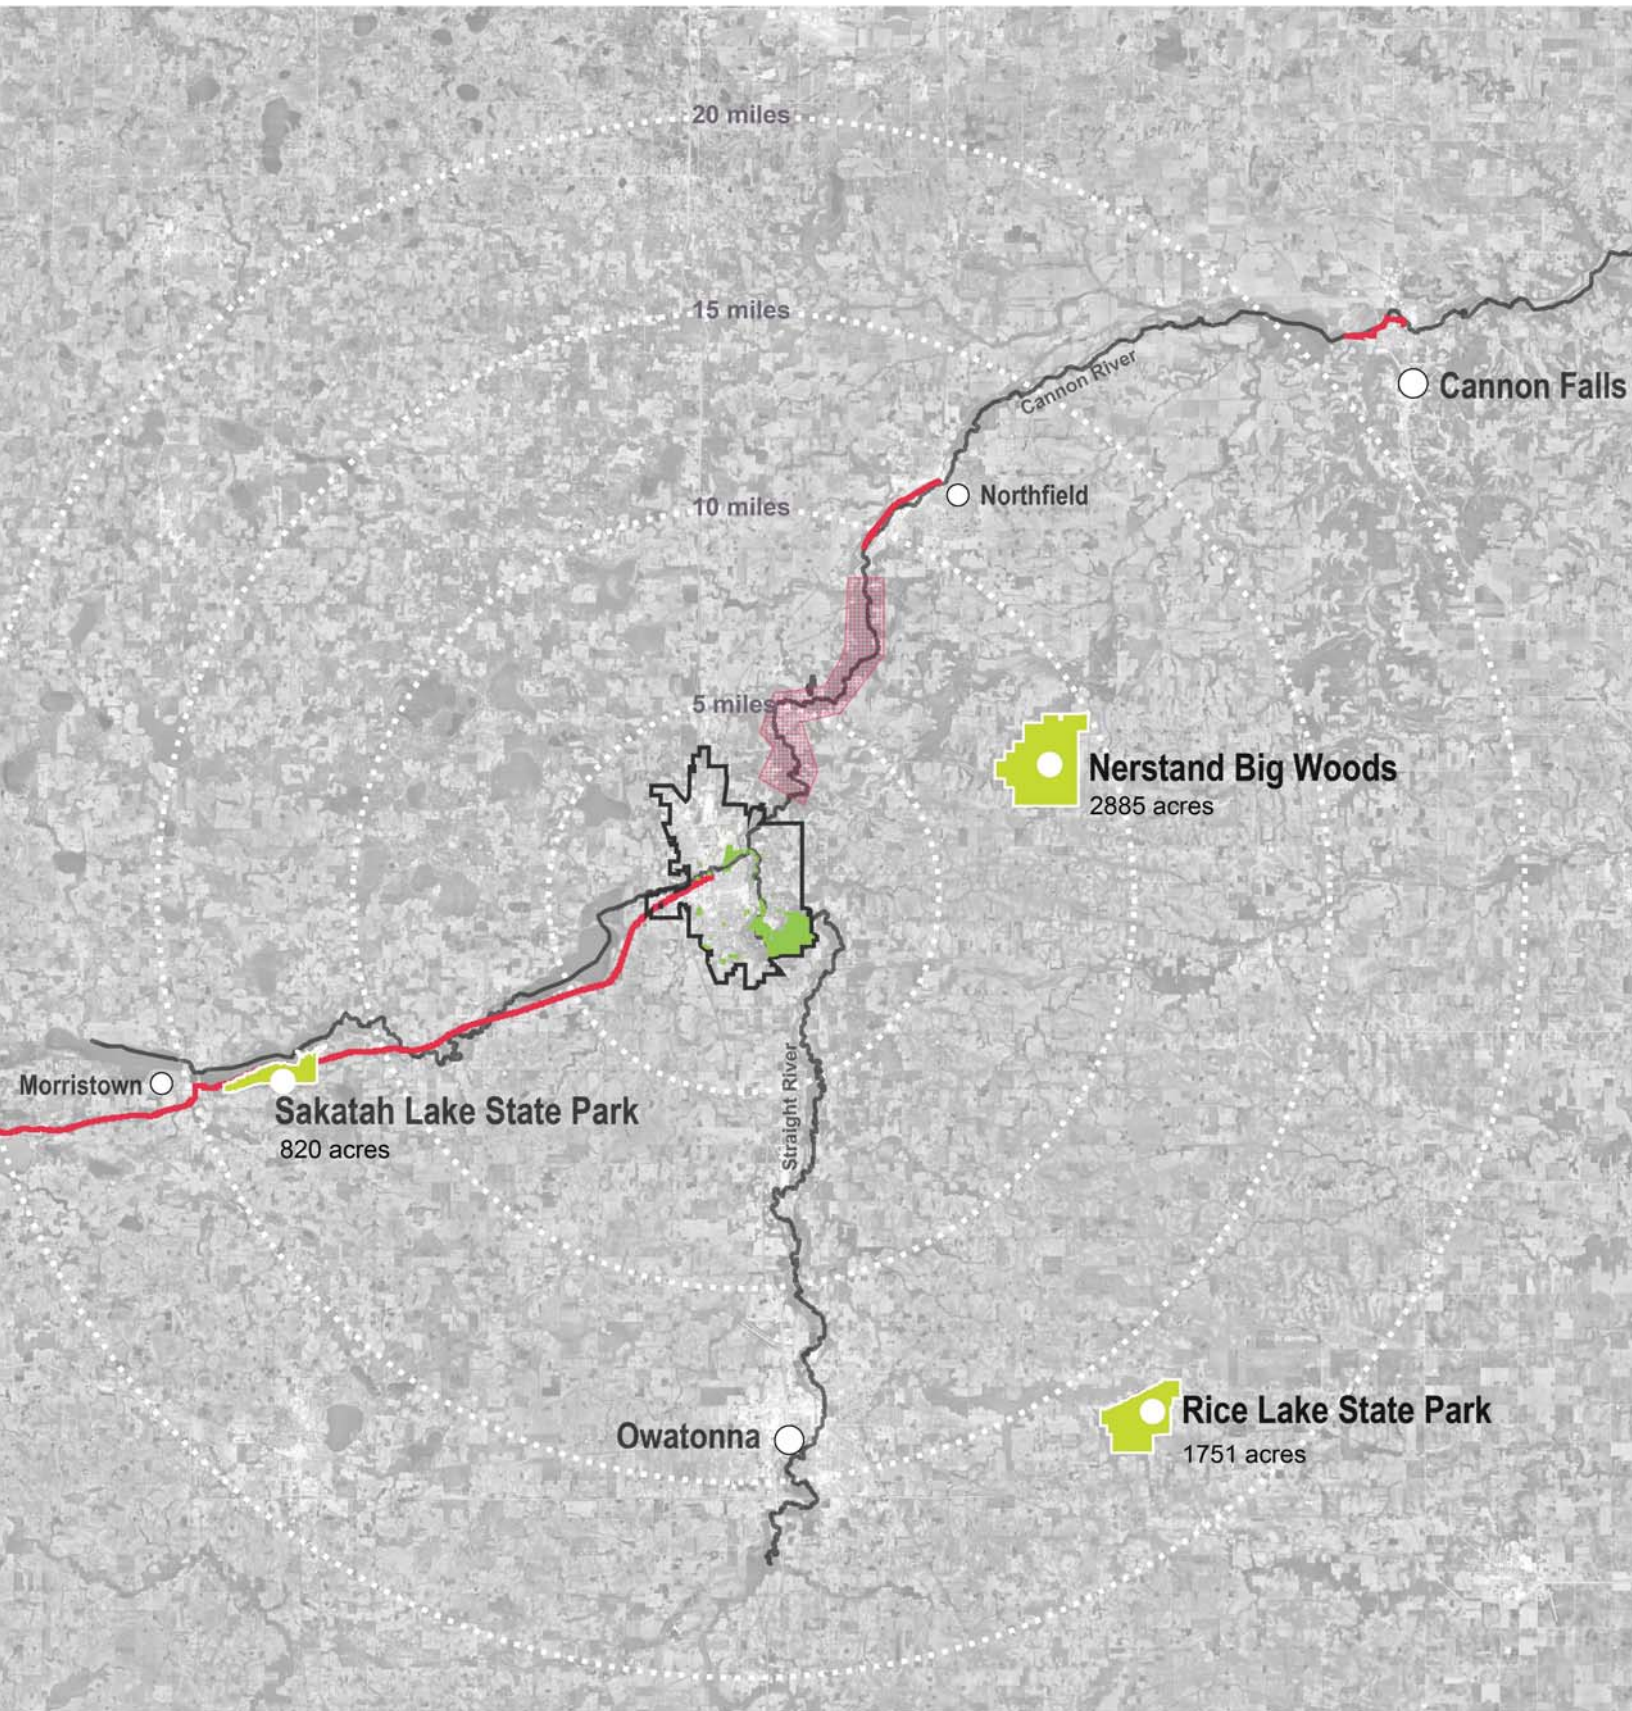 20 miles
15 miles
Cannon River
Cannon Falls
Northfield
10 miles
5 miles
Nerstand Big Woods
2885 acres
Morristown
Sakatah Lake State Park
820 acres
Straight River
Rice Lake State Park
1751 acres
Owatonna